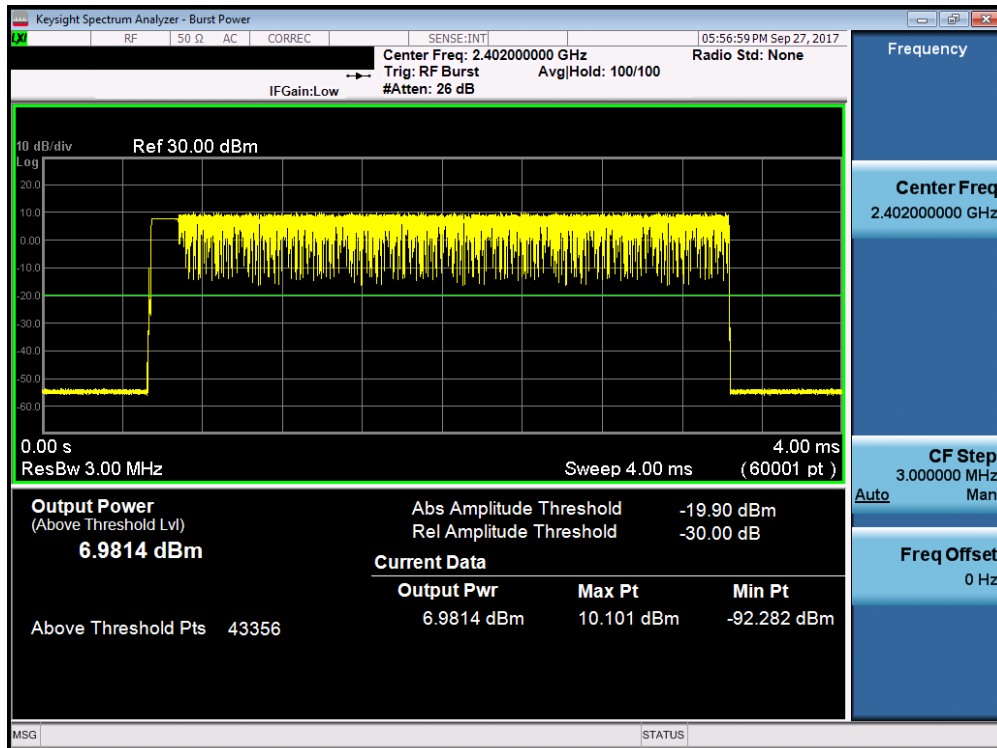 Keysight Spectrum Analyzer - Burst Power
LXI RF 50 Ω AC CORREC SENSE:INT 05:56:59 PM Sep 27, 2017
Center Freq: 2.402000000 GHz Radio Std: None
Trig: RF Burst Avg|Hold: 100/100
IFGain:Low #Atten: 26 dB
Frequency
10 dB/div Ref 30.00 dBm
Log
20.0
10.0
0.00
-10.0
-20.0
-30.0
-40.0
-50.0
-60.0
0.00 s 4.00 ms
ResBw 3.00 MHz Sweep 4.00 ms (60001 pt)
Center Freq
2.402000000 GHz
CF Step
3.000000 MHz
Auto Man
Freq Offset
0 Hz
Output Power
(Above Threshold Lvl)
6.9814 dBm
Above Threshold Pts 43356
Abs Amplitude Threshold -19.90 dBm
Rel Amplitude Threshold -30.00 dB
Current Data
Output Pwr Max Pt Min Pt
6.9814 dBm 10.101 dBm -92.282 dBm
MSG STATUS